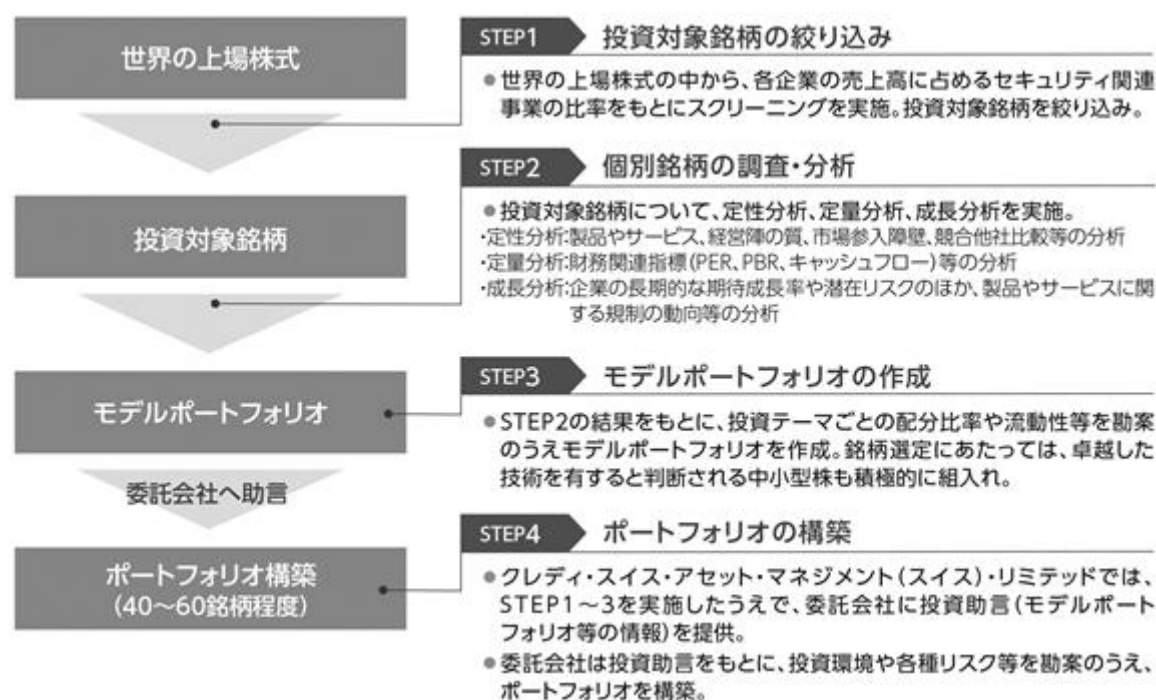 世界の上場株式
STEP1 投資対象銘柄の絞り込み
●世界の上場株式の中から、各企業の売上高に占めるセキュリティ関連
事業の比率をもとにスクリーニングを実施。投資対象銘柄を絞り込み。
投資対象銘柄
STEP2 個別銘柄の調査・分析
●投資対象銘柄について、定性分析、定量分析、成長分析を実施。
・定性分析:製品やサービス、経営陣の質、市場参入障壁、競合他社比較等の分析
・定量分析:財務関連指標(PER、PBR、キャッシュフロー)等の分析
・成長分析:企業の長期的な期待成長率や潜在リスクのほか、製品やサービスに関
する規制の動向等の分析
モデルポートフォリオ
STEP3 モデルポートフォリオの作成
●STEP2の結果をもとに、投資テーマごとの配分比率や流動性等を勘案
のうえモデルポートフォリオを作成。銘柄選定にあたっては、卓越した
技術を有すると判断される中小型株も積極的に組入れ。
委託会社へ助言
ポートフォリオ構築
(40〜60銘柄程度)
STEP4 ポートフォリオの構築
●クレディ・スイス・アセット・マネジメント(スイス)・リミテッドでは、
STEP1〜3を実施したうえで、委託会社に投資助言(モデルポート
フォリオ等の情報)を提供。
●委託会社は投資助言をもとに、投資環境や各種リスク等を勘案のうえ、
ポートフォリオを構築。